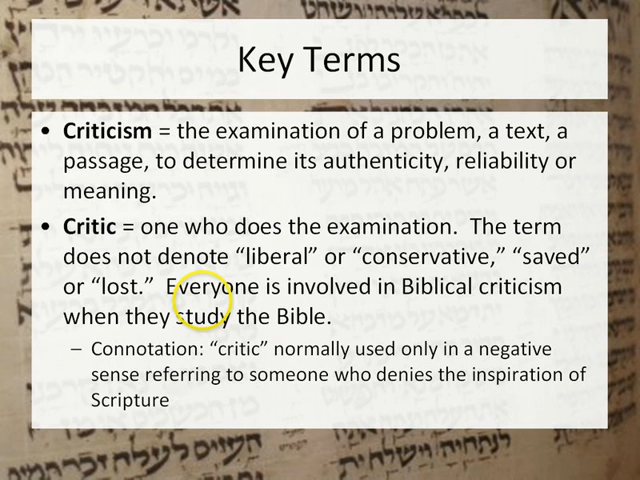 Key Terms
• Criticism = the examination of a problem, a text, a
passage, to determine its authenticity, reliability or
meaning.
• Critic = one who does the examination.  The term
does not denote “liberal” or “conservative,” “saved”
or “lost.”  Everyone is involved in Biblical criticism
when they study the Bible.
– Connotation: “critic” normally used only in a negative
sense referring to someone who denies the inspiration of
Scripture